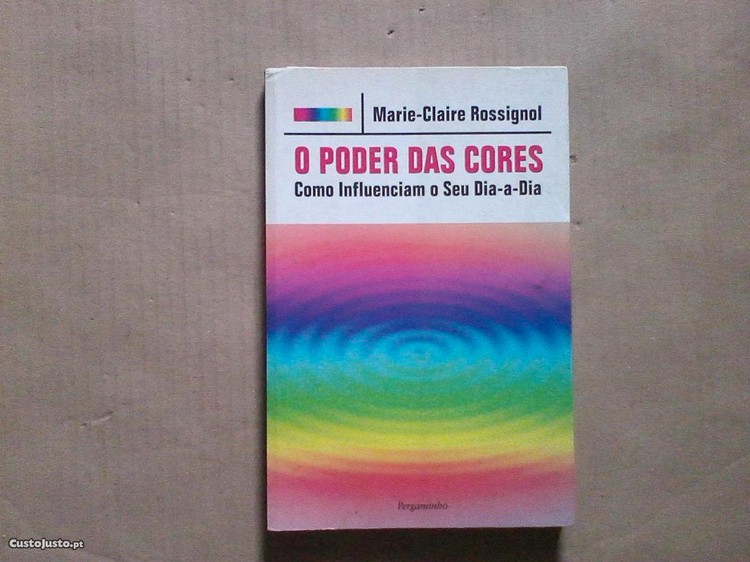 Marie-Claire Rossignol
O PODER DAS CORES
Como Influenciam o Seu Dia-a-Dia
Pergaminho
CustoJusto.pt